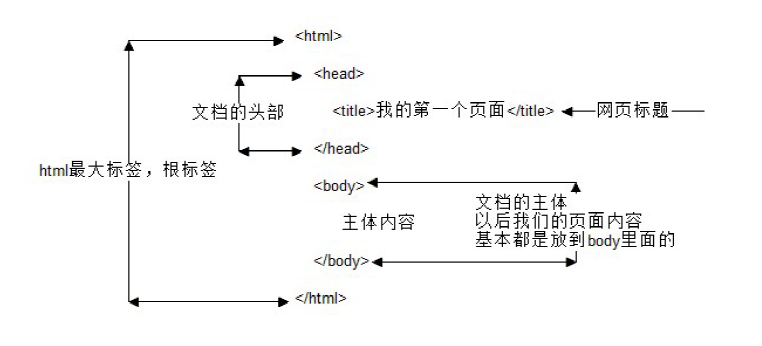 <html>
<head>
文档的头部
<title>我的第一个页面</title>
网页标题
</head>
html最大标签，根标签
<body>
文档的主体
以后我们的页面内容
基本都是放到body里面的
主体内容
</body>
</html>